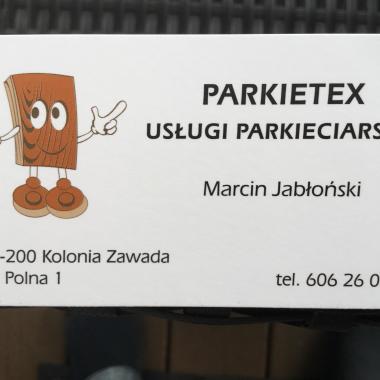 PARKIETEX
USŁUGI PARKIECIARS
Marcin Jabłoński
-200 Kolonia Zawada
Polna 1
tel. 606 26 0